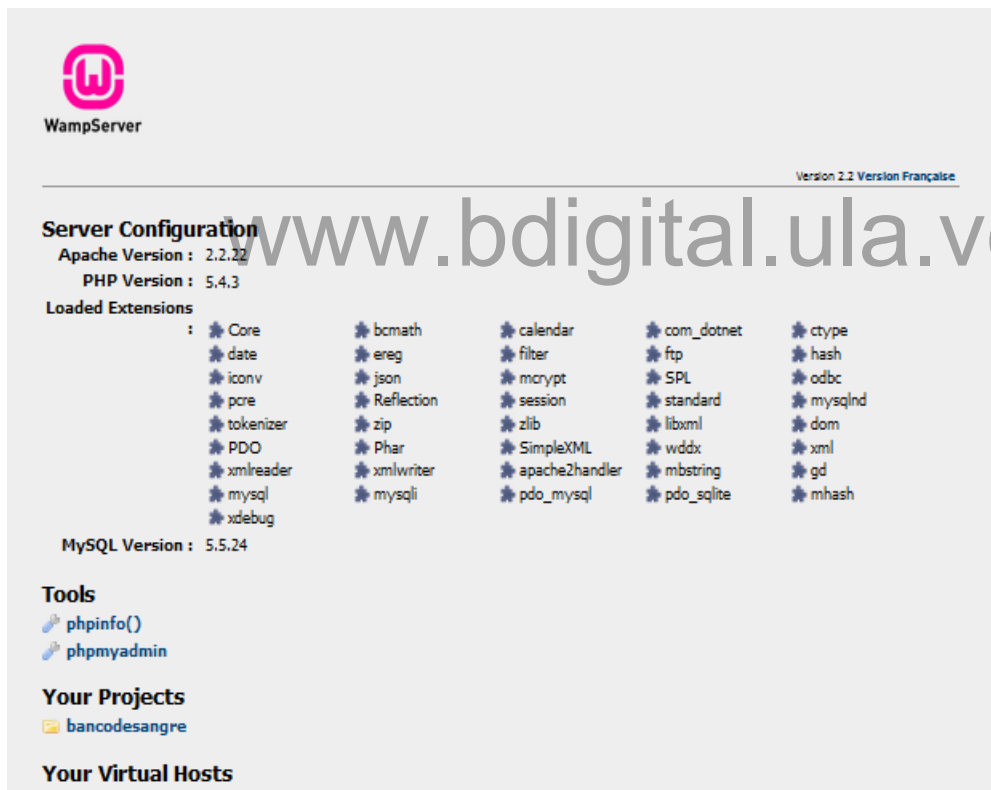 WampServer
Version 2.2 Version Française
www.bdigital.ula.ve
Server Configuration
Apache Version : 2.2.22
PHP Version : 5.4.3
Loaded Extensions
: Core bcmath calendar com_dotnet ctype
date ereg filter ftp hash
iconv json mcrypt SPL odbc
pcre Reflection session standard mysqlnd
tokenizer zip zlib libxml dom
PDO Phar SimpleXML wddx xml
xmlreader xmlwriter apache2handler mbstring gd
mysql mysqli pdo_mysql pdo_sqlite mhash
xdebug
MySQL Version : 5.5.24
Tools
phpinfo()
phpmyadmin
Your Projects
bancodesangre
Your Virtual Hosts